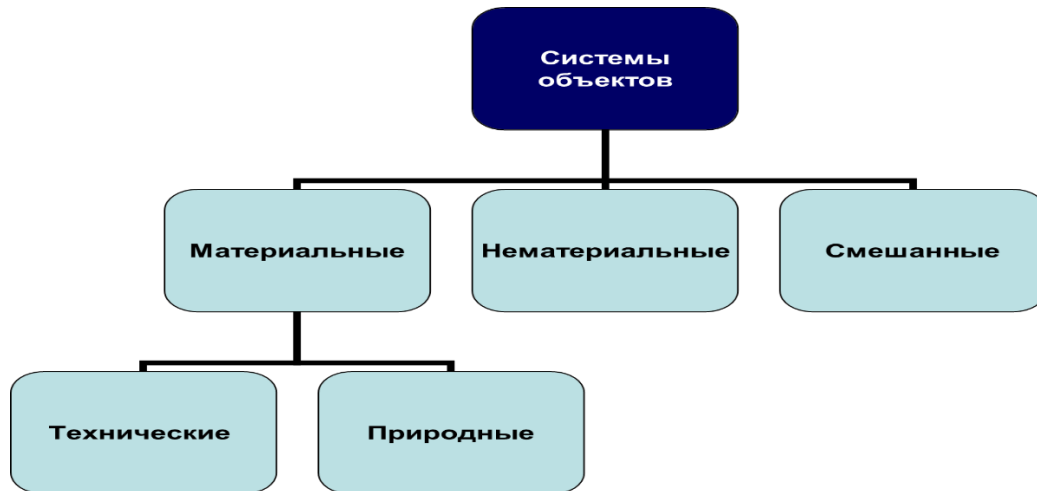 Системы
объектов
Материальные
Нематериальные
Смешанные
Технические
Природные